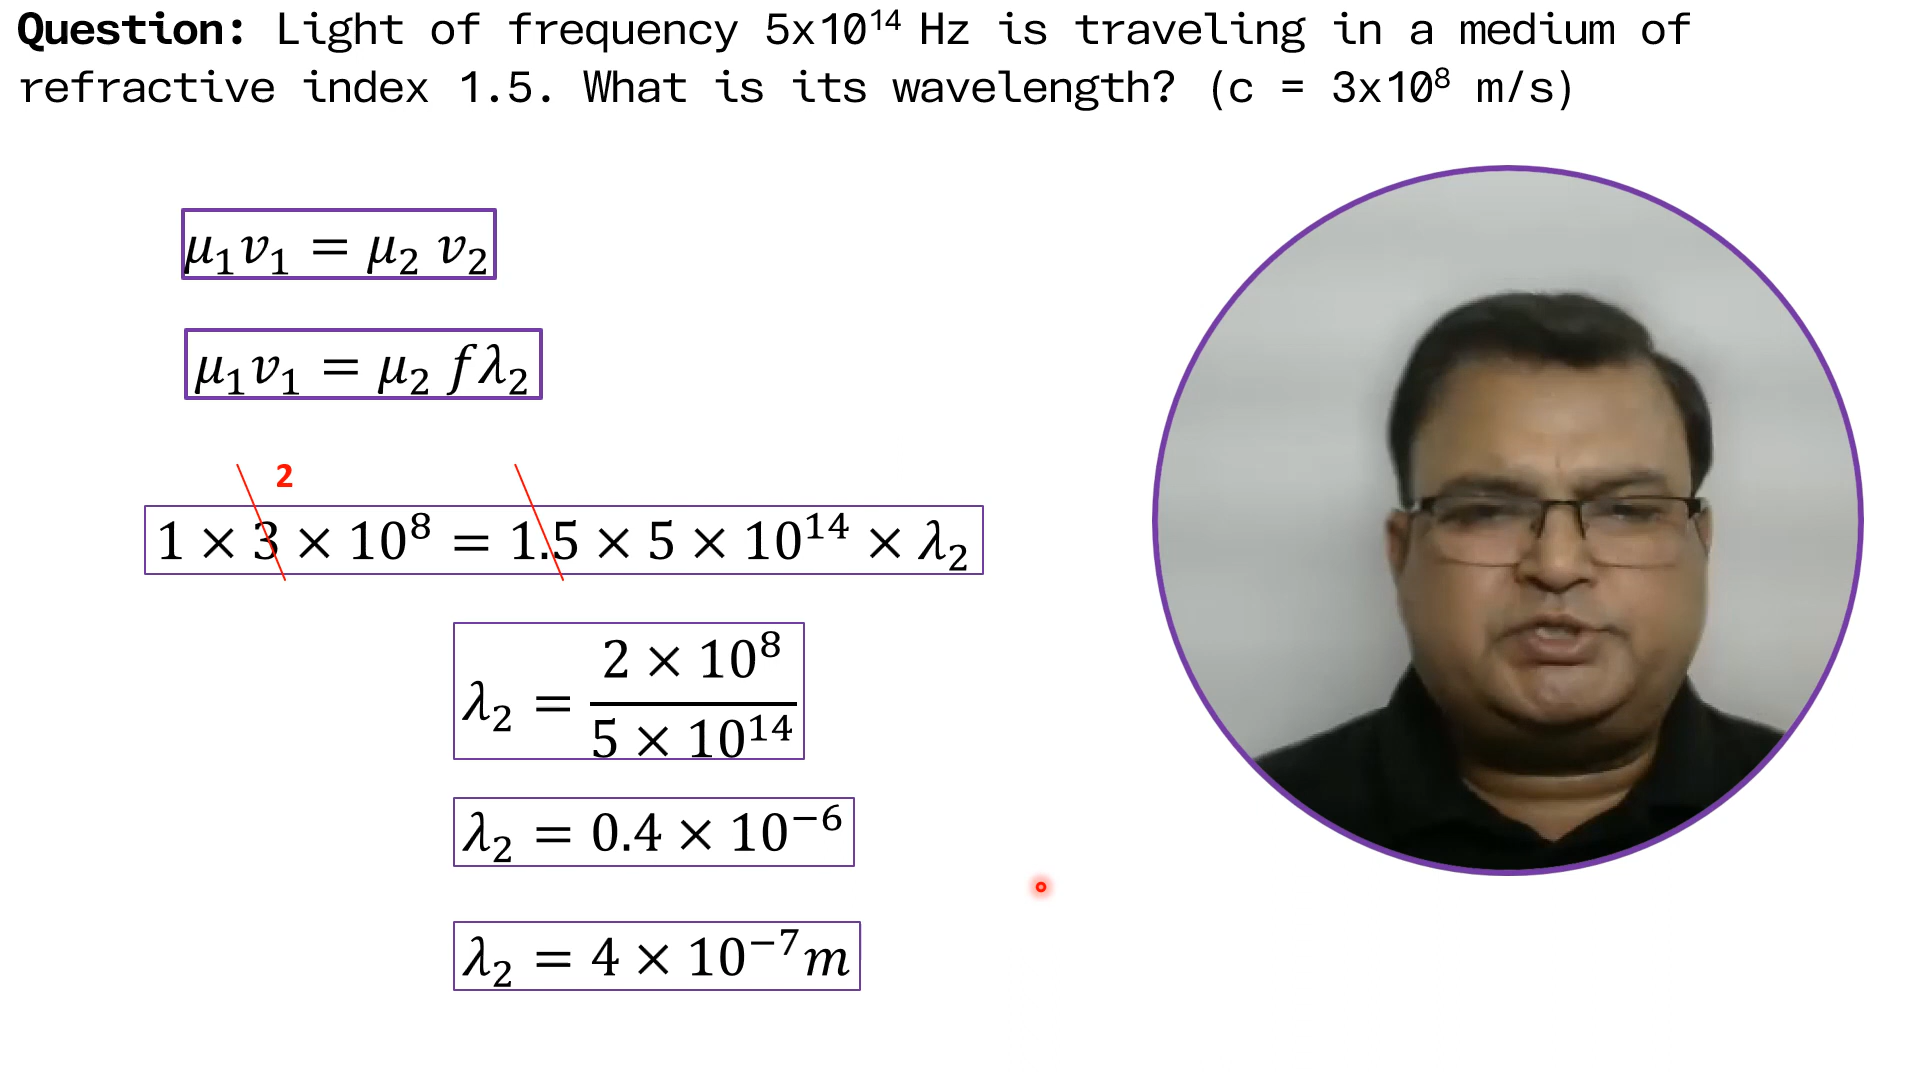 Question: Light of frequency 5x10¹⁴ Hz is traveling in a medium of
refractive index 1.5. What is its wavelength? (c = 3x10⁸ m/s)
μ₁v₁ = μ₂ v₂
μ₁v₁ = μ₂ fλ₂
2
1 × 3 × 10⁸ = 1.5 × 5 × 10¹⁴ × λ₂
λ₂ = 2 × 10⁸ / 5 × 10¹⁴
λ₂ = 0.4 × 10⁻⁶
λ₂ = 4 × 10⁻⁷m